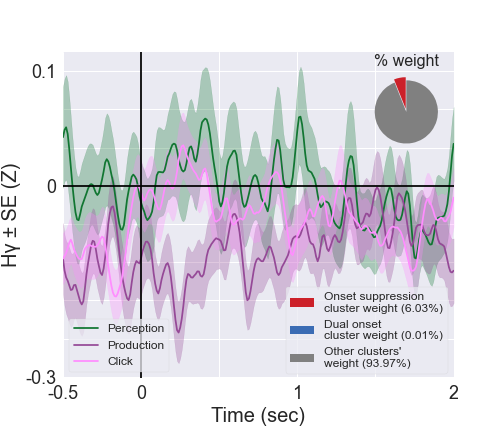 % weight
0.1
0
-0.3
Hγ ± SE (Z)
Perception
Production
Click
Onset suppression
cluster weight (6.03%)
Dual onset
cluster weight (0.01%)
Other clusters'
weight (93.97%)
-0.5
0
1
2
Time (sec)